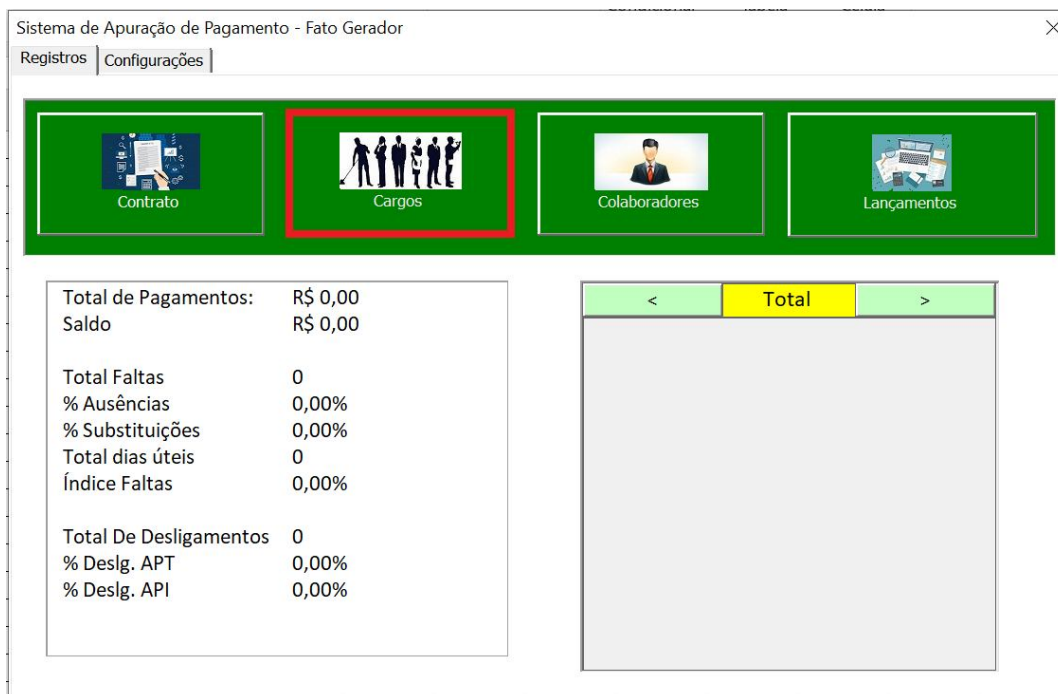 Sistema de Apuração de Pagamento - Fato Gerador
Registros Configurações
Contrato Cargos Colaboradores Lançamentos
Total de Pagamentos: R$ 0,00
Saldo R$ 0,00
Total Faltas 0
% Ausências 0,00%
% Substituições 0,00%
Total dias úteis 0
Índice Faltas 0,00%
Total De Desligamentos 0
% Deslg. APT 0,00%
% Deslg. API 0,00%
< Total >